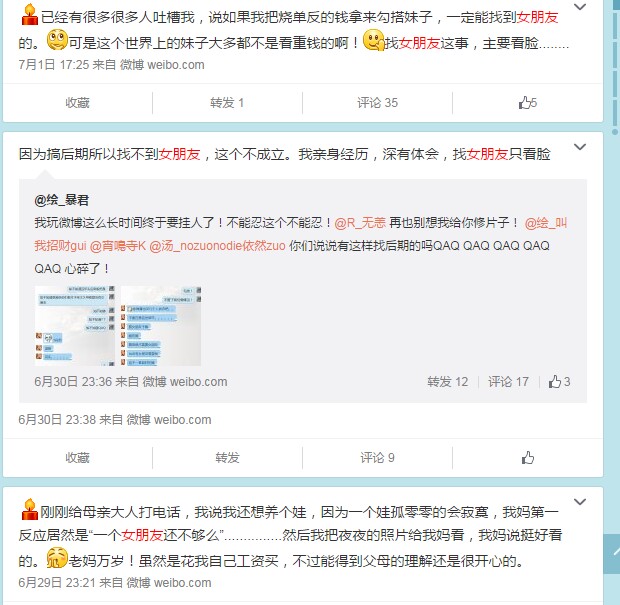 已经有很多很多人吐槽我，说如果我把烧单反的钱拿来勾搭妹子，一定能找到女朋友
的。可是这个世界上的妹子大多都不是看重钱的啊！找女朋友这事，主要看脸........
7月1日 17:25 来自 微博 weibo.com
收藏 转发 1 评论 35 5
因为搞后期所以找不到女朋友，这个不成立。我亲身经历，深有体会，找女朋友只看脸
@绘_暴君
我玩微博这么长时间终于要挂人了！不能忍这个不能忍！@R_无恙 再也别想我给你修片子！ @绘_叫
我招财gui @宵噶寺K @汤_nozuonodie依然zuo 你们说说有这样找后期的吗QAQ QAQ QAQ QAQ
QAQ 心碎了！
6月30日 23:36 来自 微博 weibo.com 转发 12 评论 17 3
6月30日 23:38 来自 微博 weibo.com
收藏 转发 评论 9
刚刚给母亲大人打电话，我说我还想养个娃，因为一个娃孤零零的会寂寞，我妈第一
反应居然是“一个女朋友还不够么”..............然后我把夜夜的照片给我妈看，我妈说挺好看
的。老妈万岁！虽然是花我自己工资买，不过能得到父母的理解还是很开心的。
6月29日 23:21 来自 微博 weibo.com